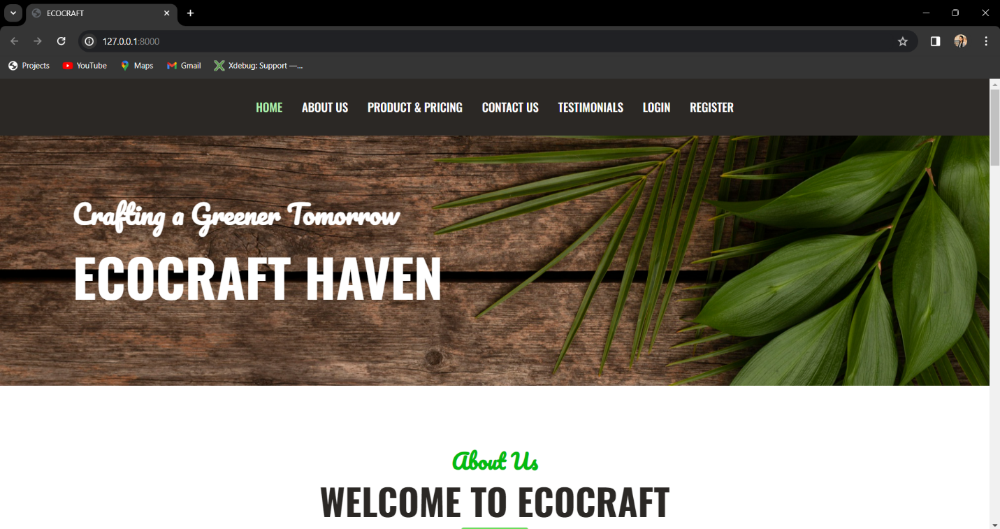 ECOCRAFT
127.0.0.1:8000
Projects YouTube Maps Gmail Xdebug: Support —...
HOME ABOUT US PRODUCT & PRICING CONTACT US TESTIMONIALS LOGIN REGISTER
Crafting a Greener Tomorrow
ECOCRAFT HAVEN
About Us
WELCOME TO ECOCRAFT